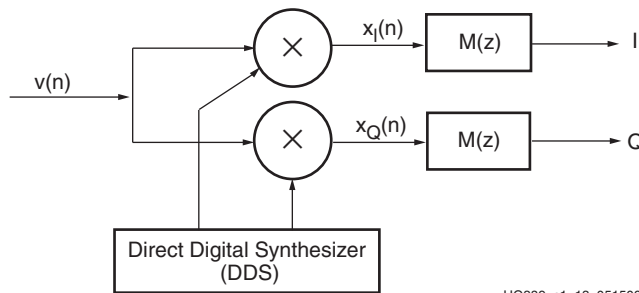 x_I(n)
M(z)
I
v(n)
x_Q(n)
M(z)
Q
Direct Digital Synthesizer
(DDS)